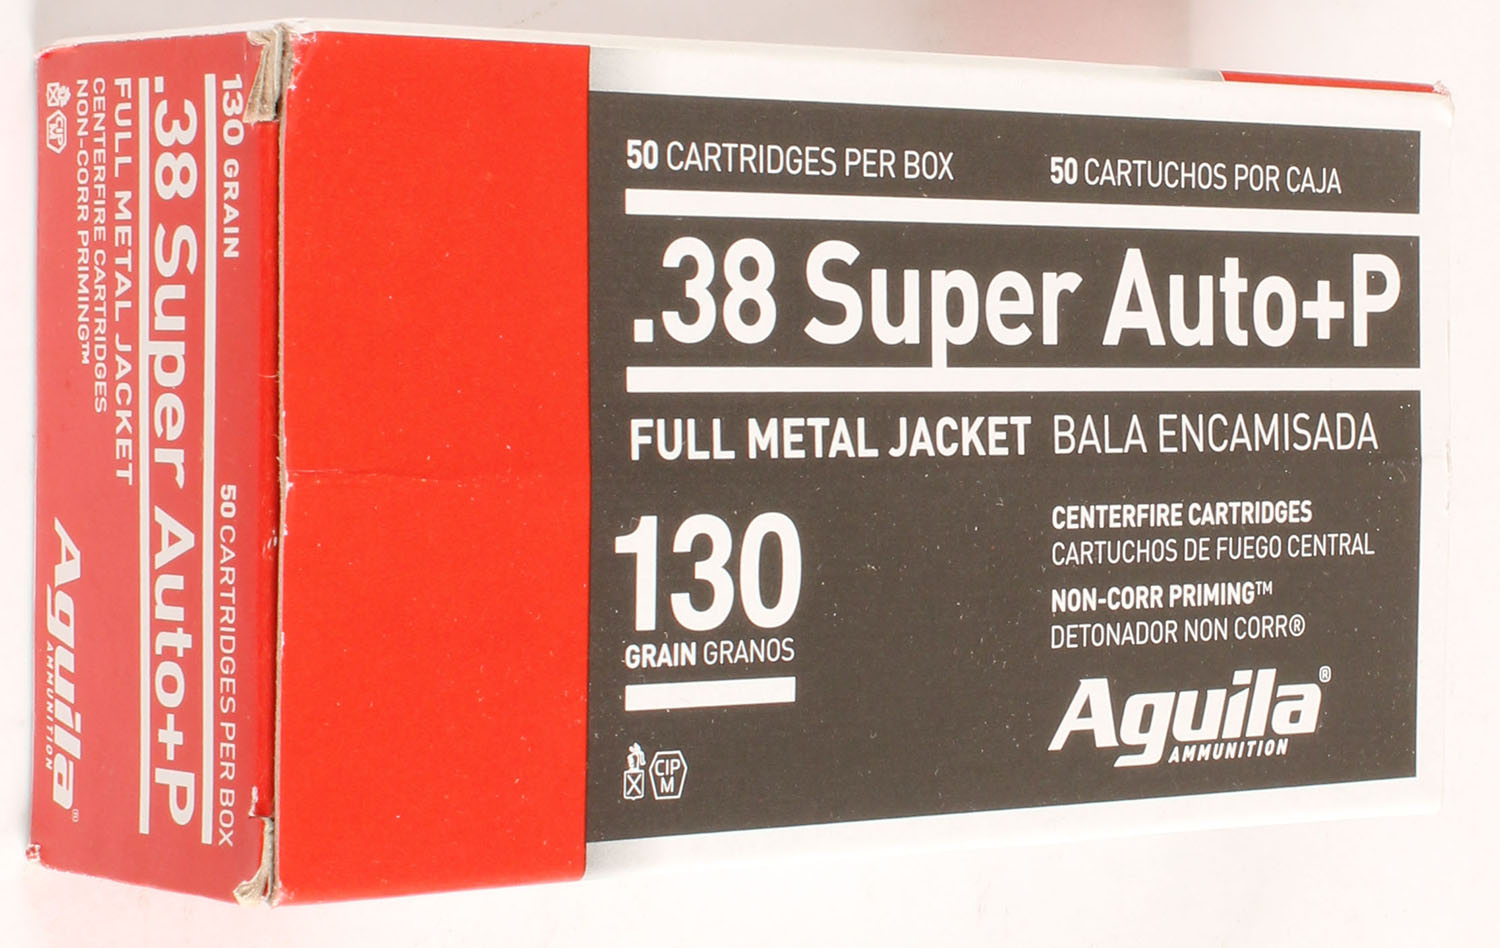 130 GRAIN
50 CARTRIDGES PER BOX
.38 Super Auto+P
FULL METAL JACKET
CENTERFIRE CARTRIDGES
NON-CORR PRIMING™
CIP
M
Aguila®
AMMUNITION
50 CARTRIDGES PER BOX 50 CARTUCHOS POR CAJA
.38 Super Auto+P
FULL METAL JACKET BALA ENCAMISADA
130
GRAIN GRANOS
CENTERFIRE CARTRIDGES
CARTUCHOS DE FUEGO CENTRAL
NON-CORR PRIMING™
DETONADOR NON CORR®
Aguila®
AMMUNITION
CIP
M